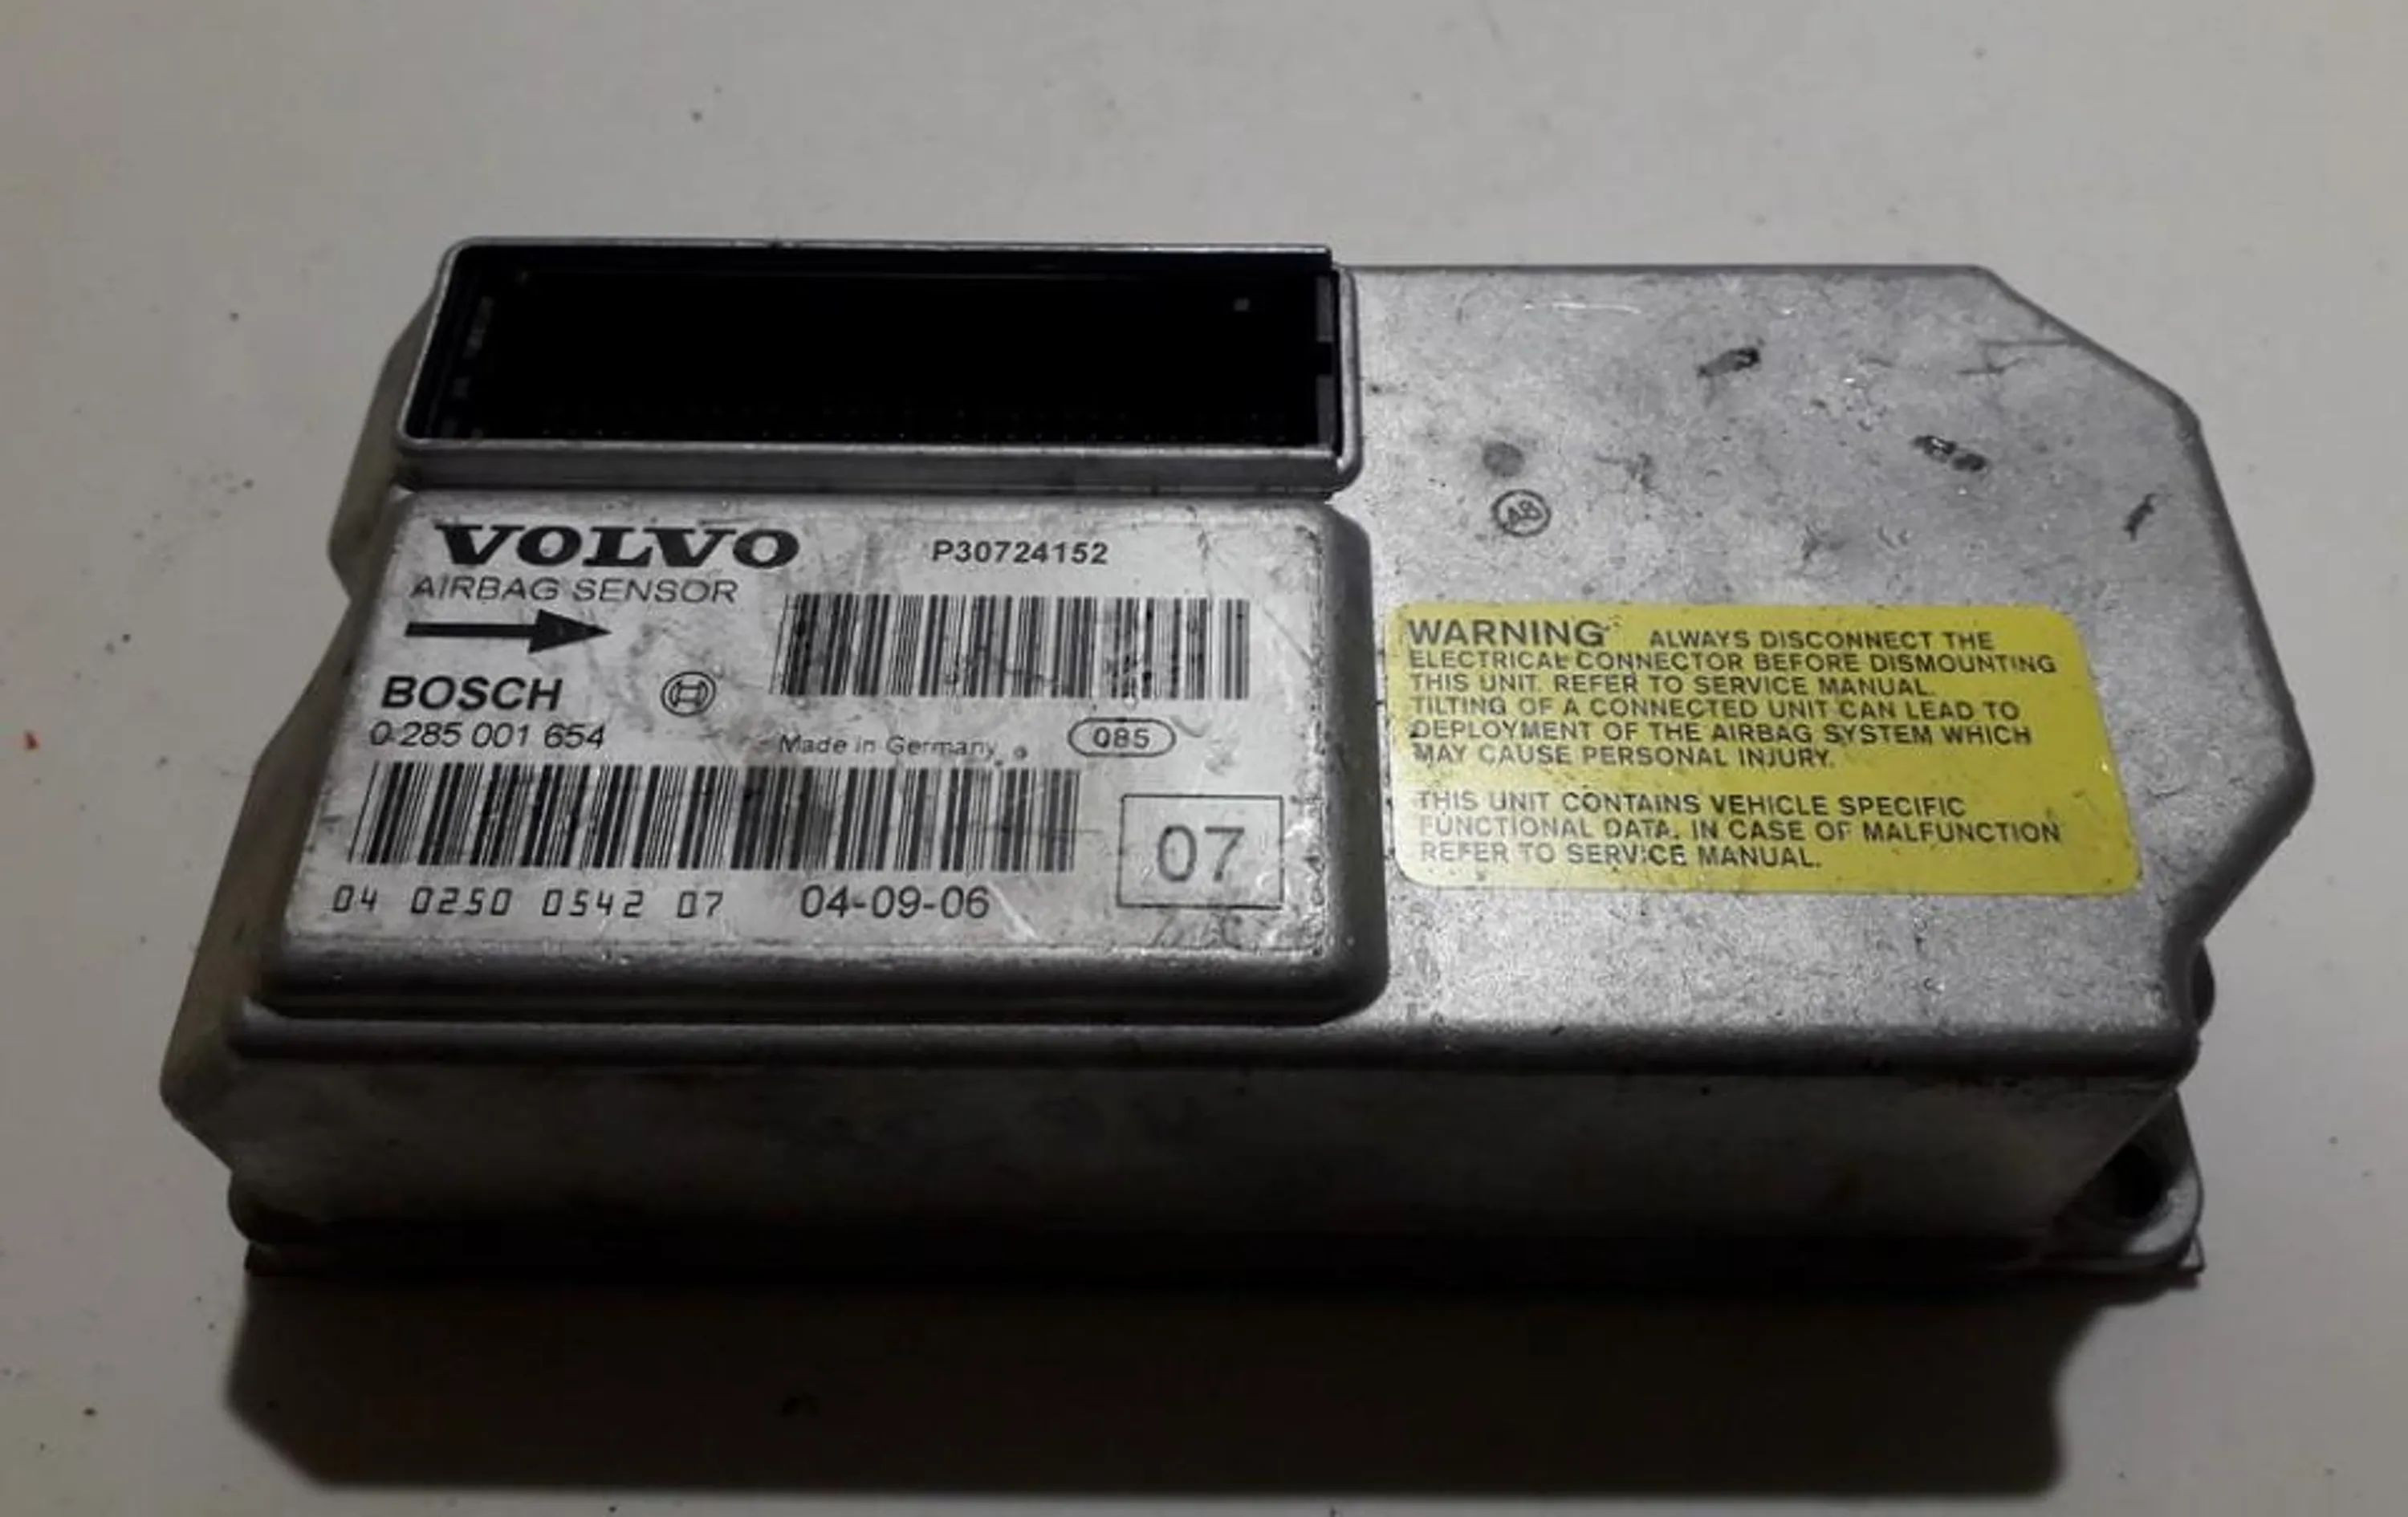 VOLVO
P30724152
AIRBAG SENSOR
BOSCH
0 285 001 654
Made in Germany
085
04 0250 0542 07
04-09-06
07
A8
WARNING ALWAYS DISCONNECT THE
ELECTRICAL CONNECTOR BEFORE DISMOUNTING
THIS UNIT. REFER TO SERVICE MANUAL.
TILTING OF A CONNECTED UNIT CAN LEAD TO
DEPLOYMENT OF THE AIRBAG SYSTEM WHICH
MAY CAUSE PERSONAL INJURY.
THIS UNIT CONTAINS VEHICLE SPECIFIC
FUNCTIONAL DATA. IN CASE OF MALFUNCTION
REFER TO SERVICE MANUAL.